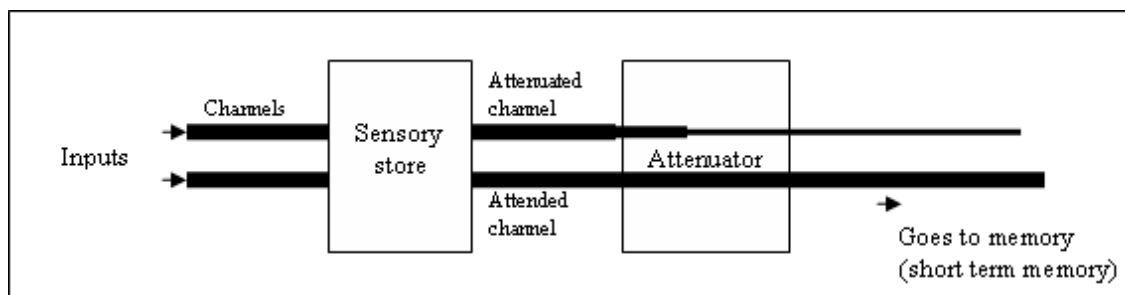 Channels
Inputs
Sensory
store
Attenuated
channel
Attended
channel
Attenuator
Goes to memory
(short term memory)